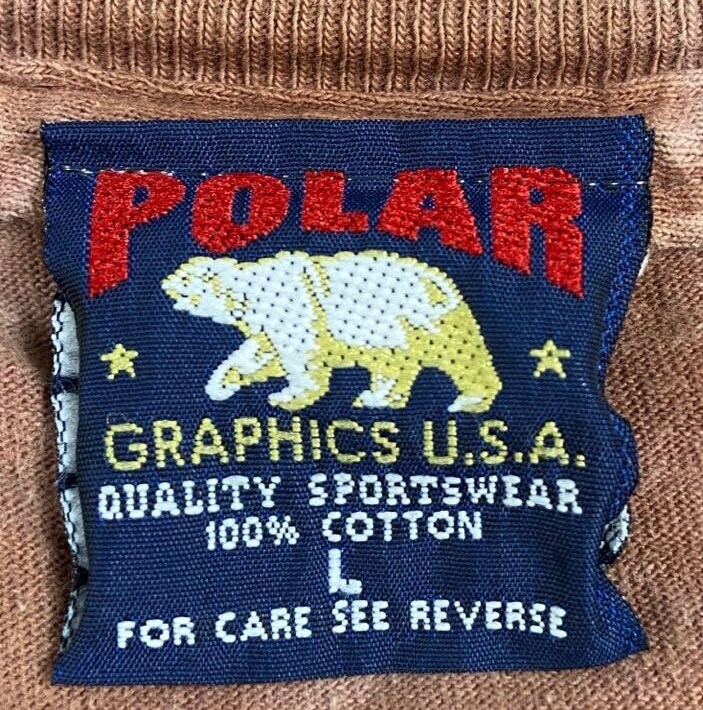 POLAR
GRAPHICS U.S.A.
QUALITY SPORTSWEAR
100% COTTON
L
FOR CARE SEE REVERSE